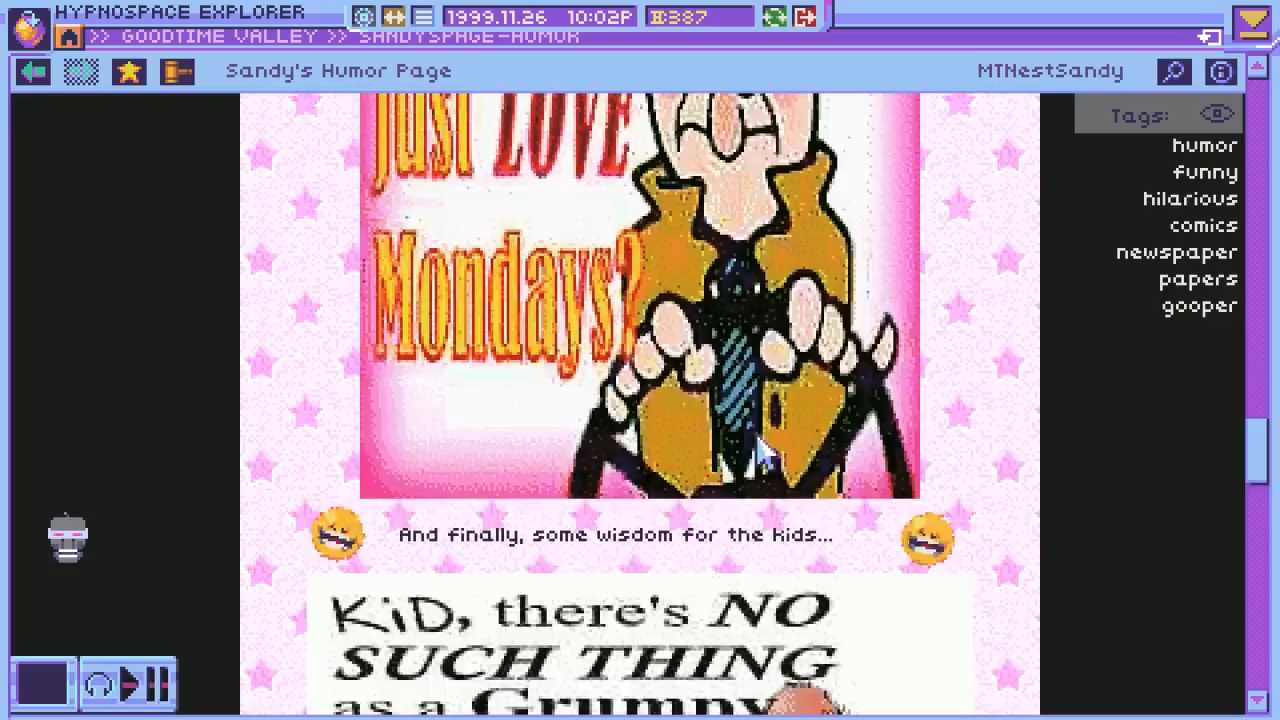 HYPNOSPACE EXPLORER
1999.11.26 10:02P
387
>> GOODTIME VALLEY >> SANDYSPAGE-HUMOR
Sandy's Humor Page
MTNestSandy
Tags:
humor
funny
hilarious
comics
newspaper
papers
gooper
Just LOVE
Mondays?
And finally, some wisdom for the kids...
KiD, there's NO
SUCH THING
as a Grumpy